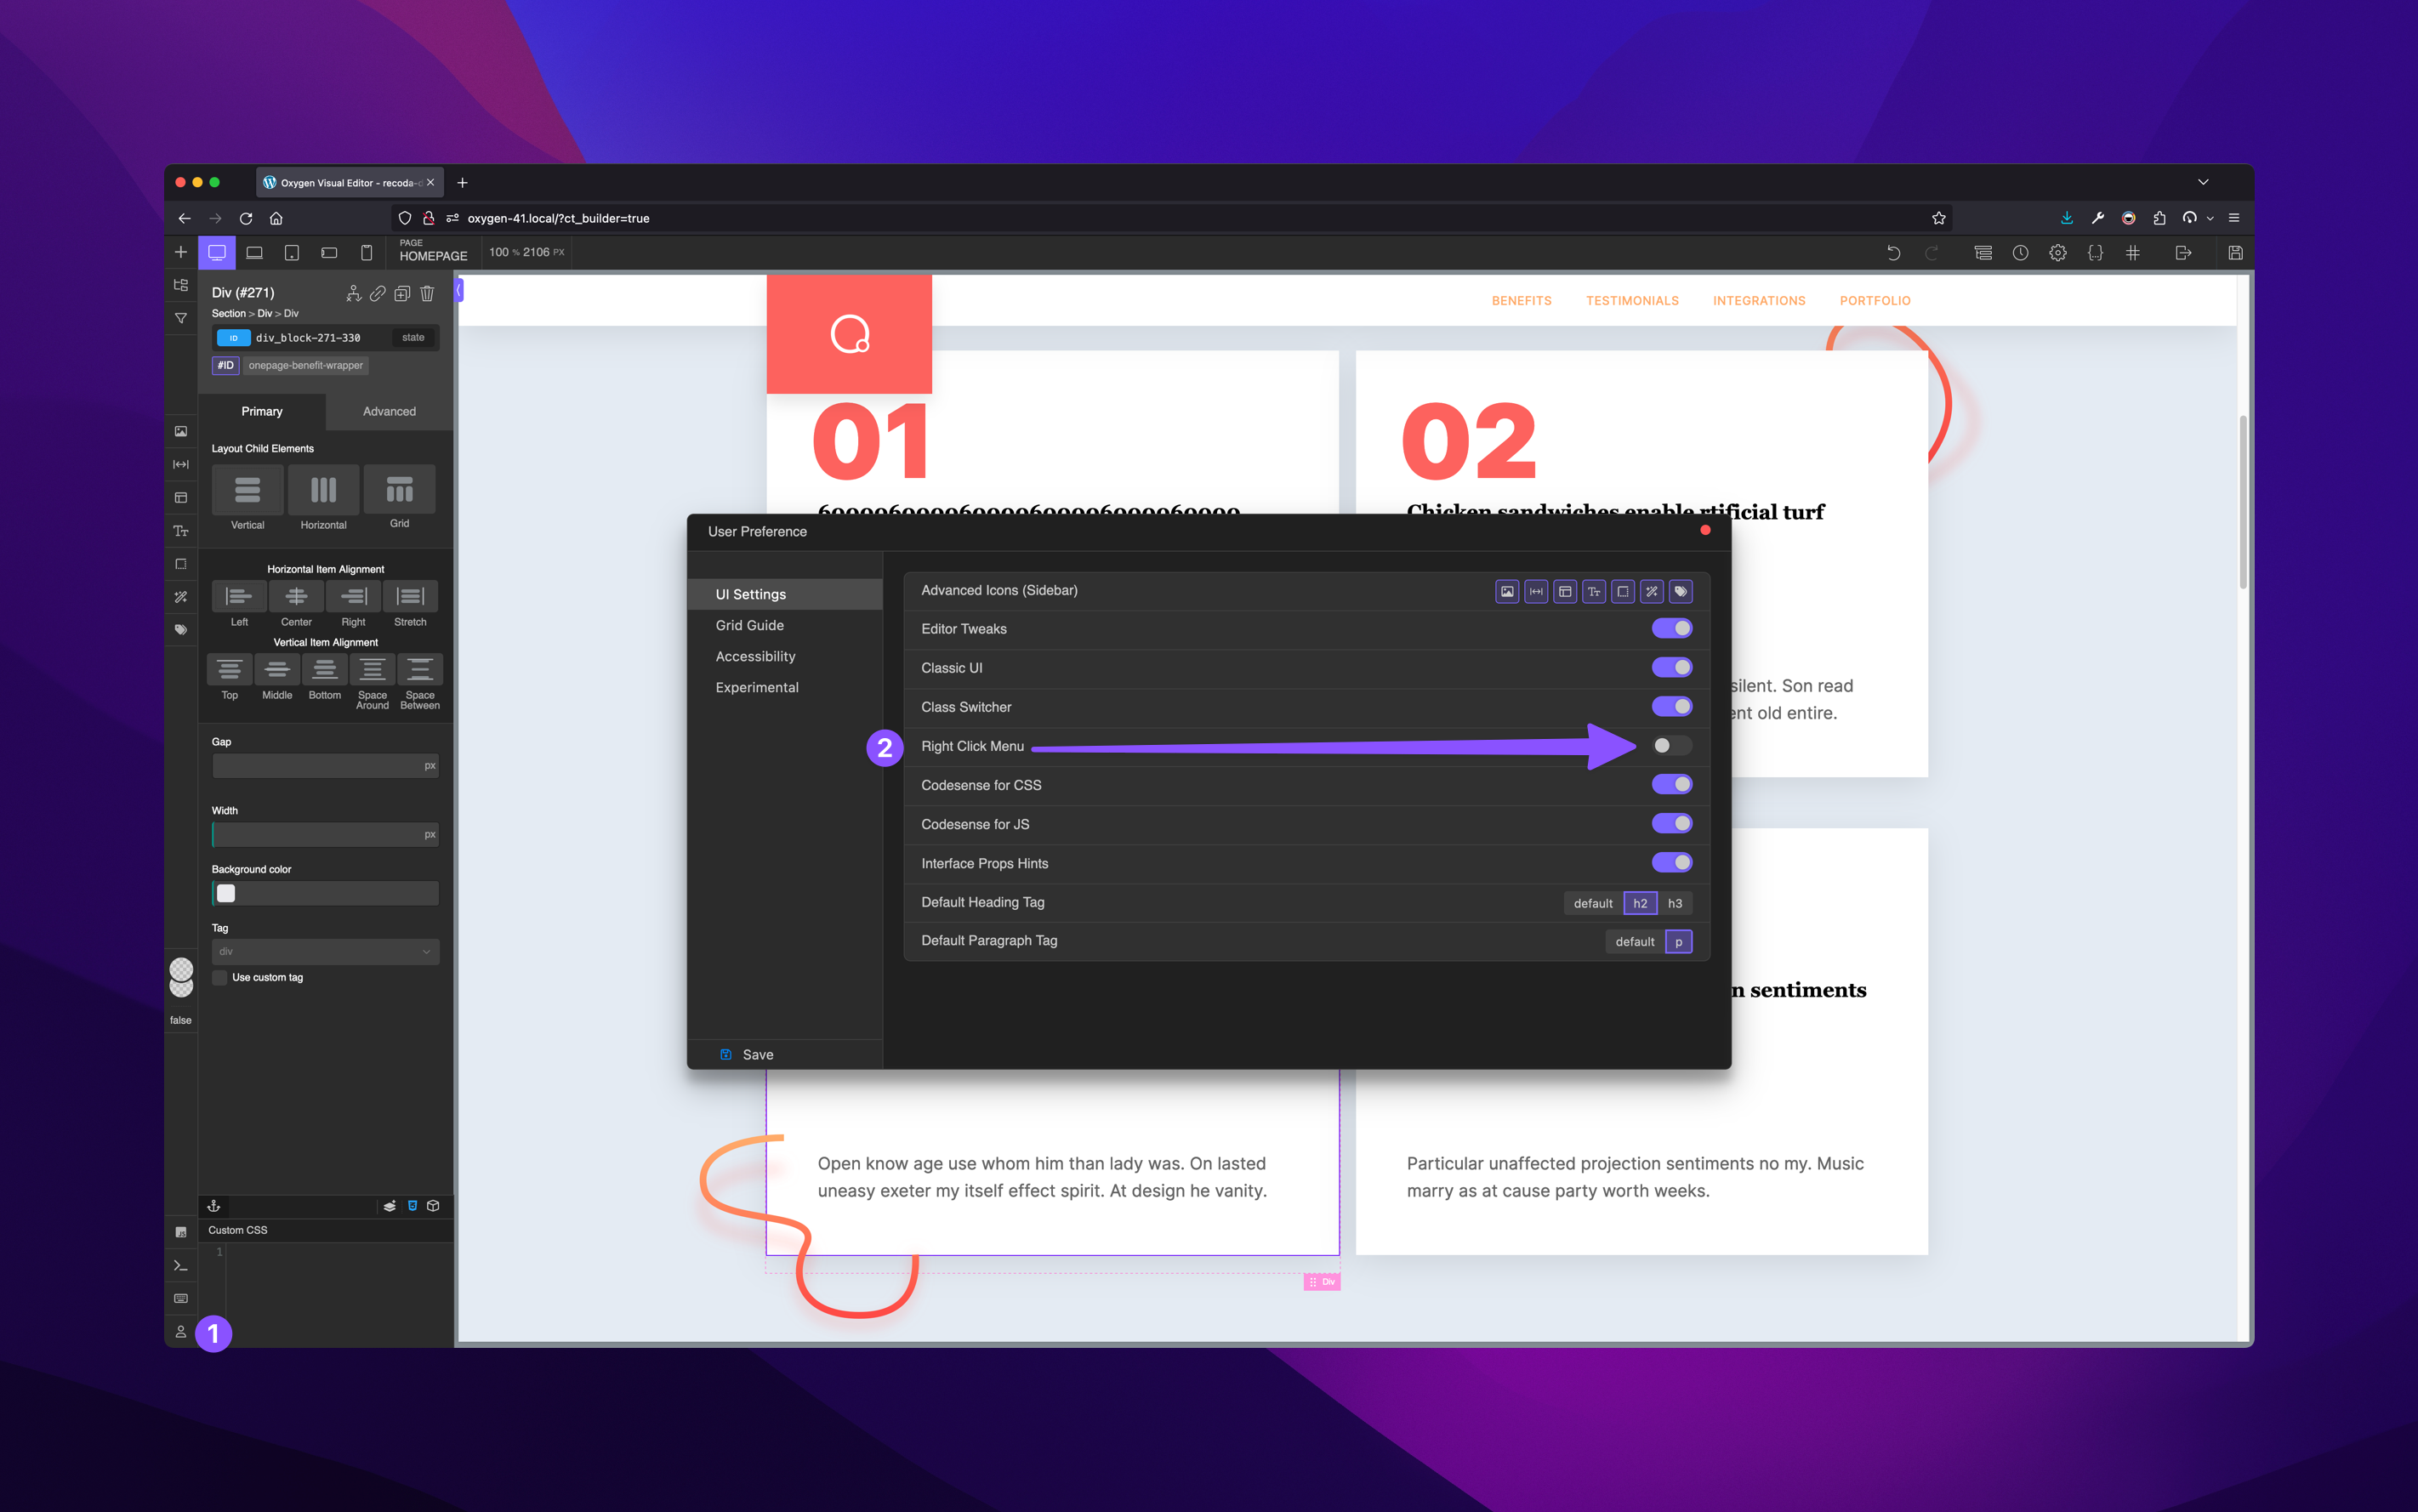 Oxygen Visual Editor - recoda-d
oxygen-41.local/?ct_builder=true
PAGE
HOMEPAGE
100 % 2106 PX
Div (#271)
Section > Div > Div
ID div_block-271-330 state
#ID onepage-benefit-wrapper
Primary Advanced
Layout Child Elements
Vertical Horizontal Grid
Horizontal Item Alignment
Left Center Right Stretch
Vertical Item Alignment
Top Middle Bottom Space Around Space Between
Gap
px
Width
px
Background color
Tag
div
Use custom tag
false
Custom CSS
1
1
BENEFITS TESTIMONIALS INTEGRATIONS PORTFOLIO
01
02
Chicken sandwiches enable rtificial turf
silent. Son read
ent old entire.
n sentiments
User Preference
UI Settings
Grid Guide
Accessibility
Experimental
Save
Advanced Icons (Sidebar)
Editor Tweaks
Classic UI
Class Switcher
2 Right Click Menu
Codesense for CSS
Codesense for JS
Interface Props Hints
Default Heading Tag default h2 h3
Default Paragraph Tag default p
Open know age use whom him than lady was. On lasted
uneasy exeter my itself effect spirit. At design he vanity.
Particular unaffected projection sentiments no my. Music
marry as at cause party worth weeks.
Div